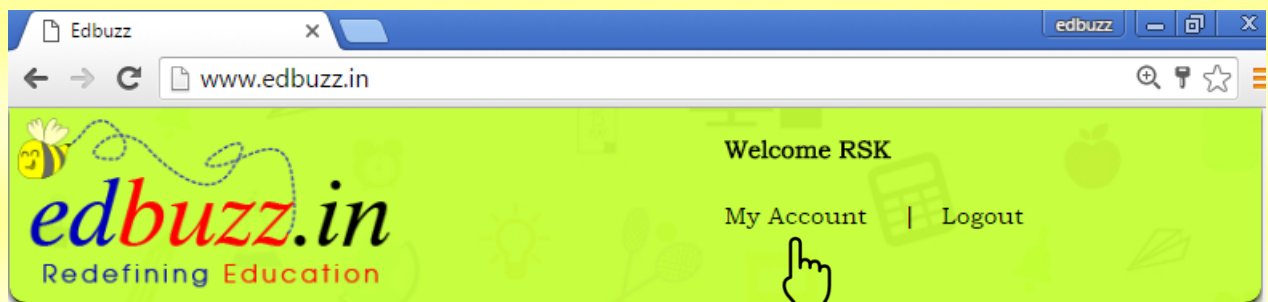 Edbuzz
edbuzz
www.edbuzz.in
Welcome RSK
edbuzz.in
My Account | Logout
Redefining Education